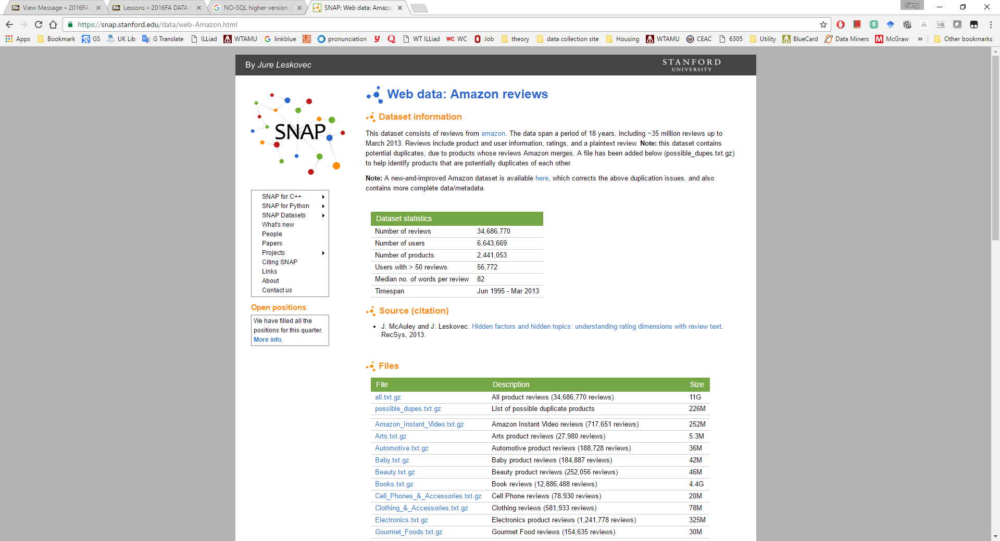 View Message – 2016FA
Lessons – 2016FA DATA
NO-SQL higher version
SNAP: Web data: Amazo
Liang
https://snap.stanford.edu/data/web-Amazon.html
Apps Bookmark GS UK Lib G Translate ILLiad WTAMU linkblue SJR pronunciation WT ILLiad WC Job theory data collection site Housing WTAMU CEAC 6305 Utility BlueCard Data Miners McGraw » Other bookmarks
By Jure Leskovec
STANFORD
UNIVERSITY
SNAP
SNAP for C++
SNAP for Python
SNAP Datasets
What's new
People
Papers
Projects
Citing SNAP
Links
About
Contact us
Open positions
We have filled all the
positions for this quarter.
More info.
Web data: Amazon reviews
Dataset information
This dataset consists of reviews from amazon. The data span a period of 18 years, including ~35 million reviews up to
March 2013. Reviews include product and user information, ratings, and a plaintext review. Note: this dataset contains
potential duplicates, due to products whose reviews Amazon merges. A file has been added below (possible_dupes.txt.gz)
to help identify products that are potentially duplicates of each other.
Note: A new-and-improved Amazon dataset is available here, which corrects the above duplication issues, and also
contains more complete data/metadata.
Dataset statistics
Number of reviews 34,686,770
Number of users 6,643,669
Number of products 2,441,053
Users with > 50 reviews 56,772
Median no. of words per review 82
Timespan Jun 1995 - Mar 2013
Source (citation)
• J. McAuley and J. Leskovec. Hidden factors and hidden topics: understanding rating dimensions with review text.
RecSys, 2013.
Files
File Description Size
all.txt.gz All product reviews (34,686,770 reviews) 11G
possible_dupes.txt.gz List of possible duplicate products 226M
Amazon_Instant_Video.txt.gz Amazon Instant Video reviews (717,651 reviews) 252M
Arts.txt.gz Arts product reviews (27,980 reviews) 5.3M
Automotive.txt.gz Automotive product reviews (188,728 reviews) 36M
Baby.txt.gz Baby product reviews (184,887 reviews) 42M
Beauty.txt.gz Beauty product reviews (252,056 reviews) 46M
Books.txt.gz Book reviews (12,886,488 reviews) 4.4G
Cell_Phones_&_Accessories.txt.gz Cell Phone reviews (78,930 reviews) 20M
Clothing_&_Accessories.txt.gz Clothing reviews (581,933 reviews) 78M
Electronics.txt.gz Electronics product reviews (1,241,778 reviews) 325M
Gourmet_Foods.txt.gz Gourmet Food reviews (154,635 reviews) 30M